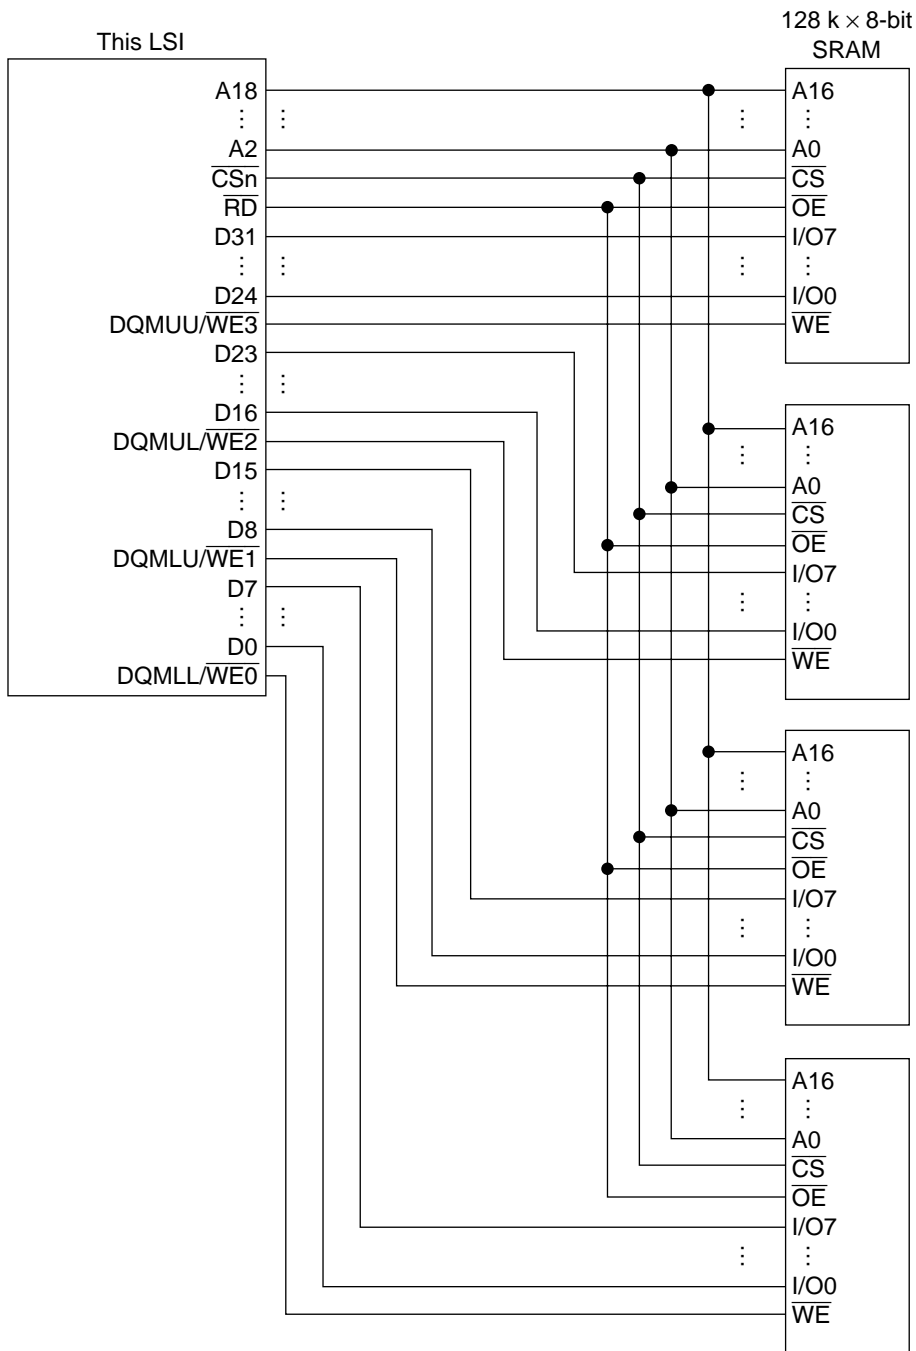 128 k × 8-bit
SRAM
This LSI
A18
A2
CSn
RD
D31
D24
DQMUU/WE3
D23
D16
DQMUL/WE2
D15
D8
DQMLU/WE1
D7
D0
DQMLL/WE0
A16
A0
CS
OE
I/O7
I/O0
WE
A16
A0
CS
OE
I/O7
I/O0
WE
A16
A0
CS
OE
I/O7
I/O0
WE
A16
A0
CS
OE
I/O7
I/O0
WE